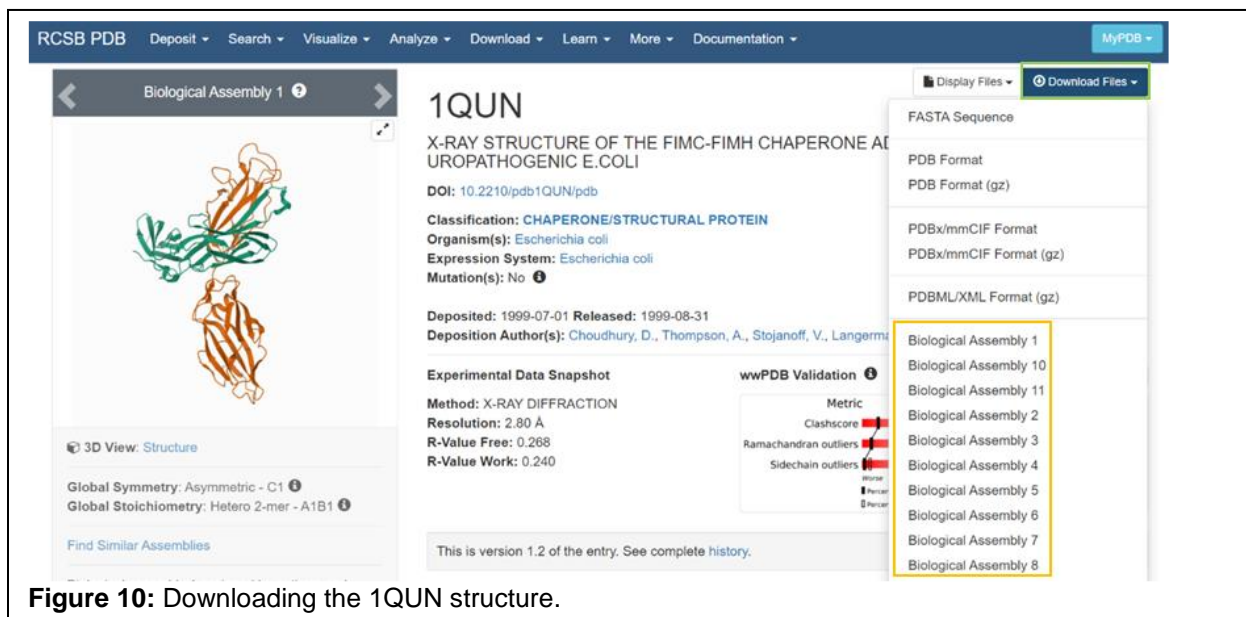 RCSB PDB Deposit Search Visualize Analyze Download Learn More Documentation MyPDB
Biological Assembly 1
Display Files Download Files
1QUN
X-RAY STRUCTURE OF THE FIMC-FIMH CHAPERONE
UROPATHOGENIC E.COLI
DOI: 10.2210/pdb1QUN/pdb
Classification: CHAPERONE/STRUCTURAL PROTEIN
Organism(s): Escherichia coli
Expression System: Escherichia coli
Mutation(s): No
Deposited: 1999-07-01 Released: 1999-08-31
Deposition Author(s): Choudhury, D., Thompson, A., Stojanoff, V., Langerma
Experimental Data Snapshot
Method: X-RAY DIFFRACTION
Resolution: 2.80 Å
R-Value Free: 0.268
R-Value Work: 0.240
wwPDB Validation
Metric
Clashscore
Ramachandran outliers
Sidechain outliers
Worse
This is version 1.2 of the entry. See complete history.
3D View: Structure
Global Symmetry: Asymmetric - C1
Global Stoichiometry: Hetero 2-mer - A1B1
Find Similar Assemblies
FASTA Sequence
PDB Format
PDB Format (gz)
PDBx/mmCIF Format
PDBx/mmCIF Format (gz)
PDBML/XML Format (gz)
Biological Assembly 1
Biological Assembly 10
Biological Assembly 11
Biological Assembly 2
Biological Assembly 3
Biological Assembly 4
Biological Assembly 5
Biological Assembly 6
Biological Assembly 7
Biological Assembly 8
Figure 10: Downloading the 1QUN structure.